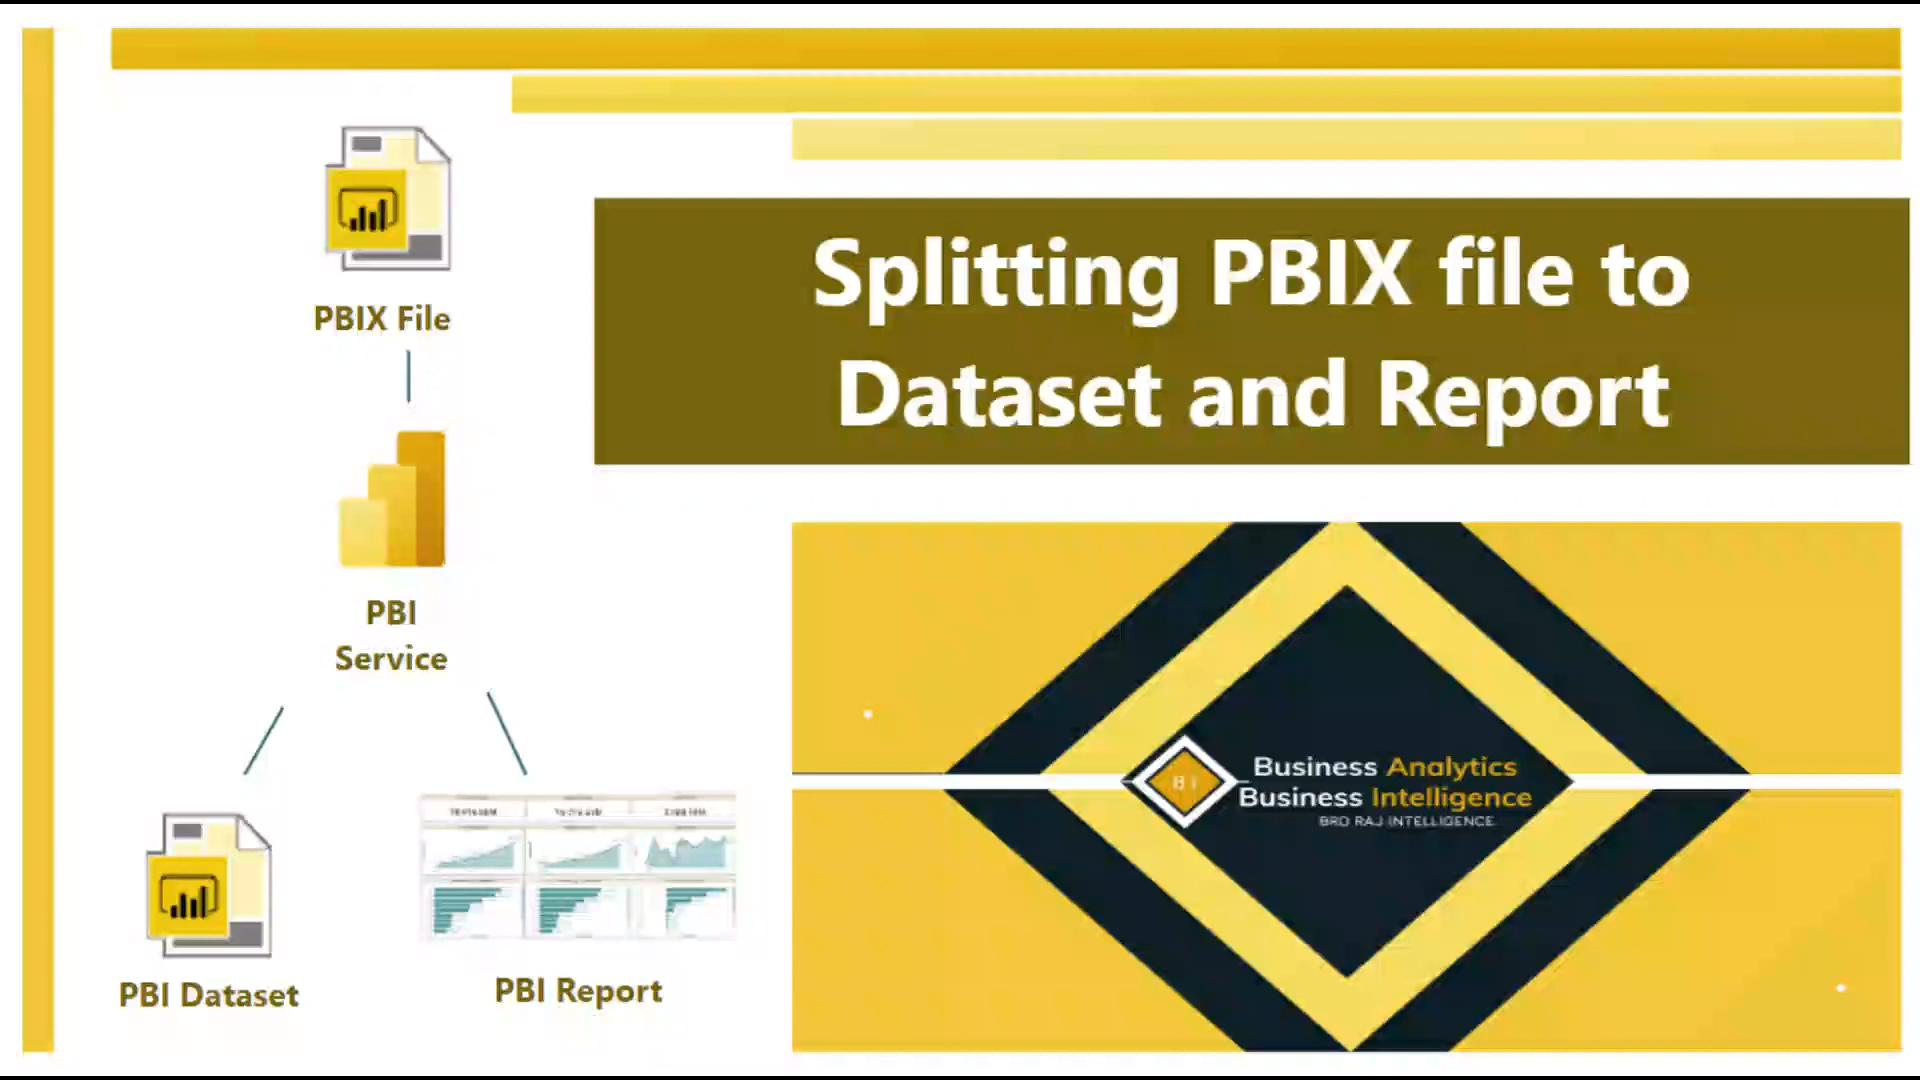 Splitting PBIX file to
Dataset and Report
PBIX File
PBI
Service
PBI Dataset
PBI Report
B I
Business Analytics
Business Intelligence
BRO RAJ INTELLIGENCE